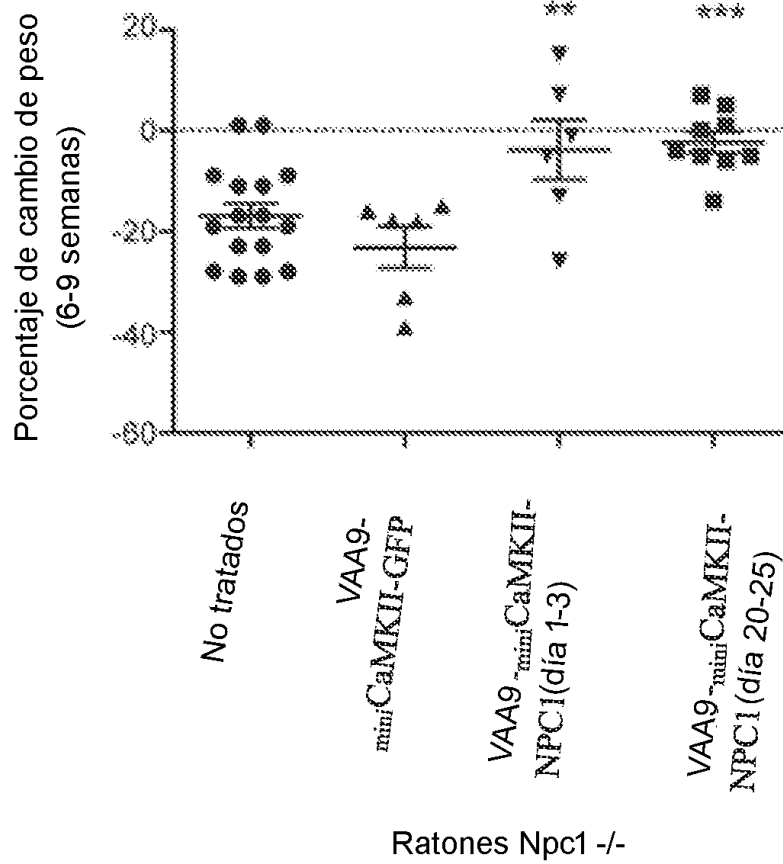 ** ***
Porcentaje de cambio de peso
(6-9 semanas)
20
0
-20
-40
-60
No tratados
VAA9-
miniCaMKII-GFP
VAA9-miniCaMKII-
NPC1(día 1-3)
VAA9-miniCaMKII-
NPC1(día 20-25)
Ratones Npc1 -/-